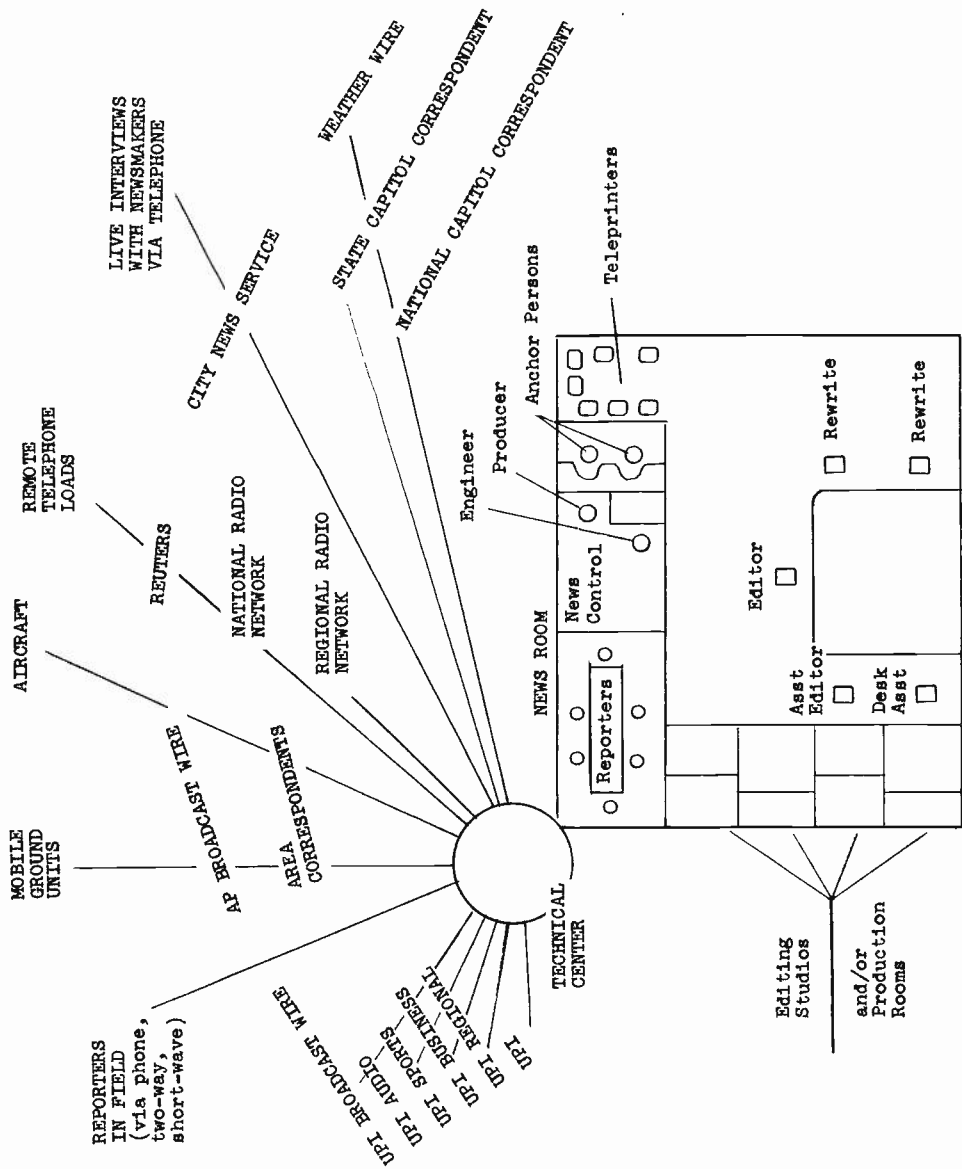 REPORTERS
IN FIELD
(via phone,
two-way,
short-wave)
MOBILE
GROUND
UNITS
AIRCRAFT
REMOTE
TELEPHONE
LOADS
LIVE INTERVIEWS
WITH NEWSMAKERS
VIA TELEPHONE
AP BROADCAST WIRE
AREA
CORRESPONDENTS
REUTERS
NATIONAL RADIO
NETWORK
REGIONAL RADIO
NETWORK
CITY NEWS SERVICE
WEATHER WIRE
STATE CAPITOL CORRESPONDENT
NATIONAL CAPITOL CORRESPONDENT
UPI BROADCAST WIRE
UPI AUDIO
UPI SPORTS
UPI BUSINESS
UPI REGIONAL
UPI
TECHNICAL
CENTER
NEWS ROOM
Reporters
News
Control
Engineer
Producer
Anchor Persons
Teleprinters
Asst
Editor
Desk
Asst
Editor
Rewrite
Rewrite
Editing
Studios
and/or
Production
Rooms